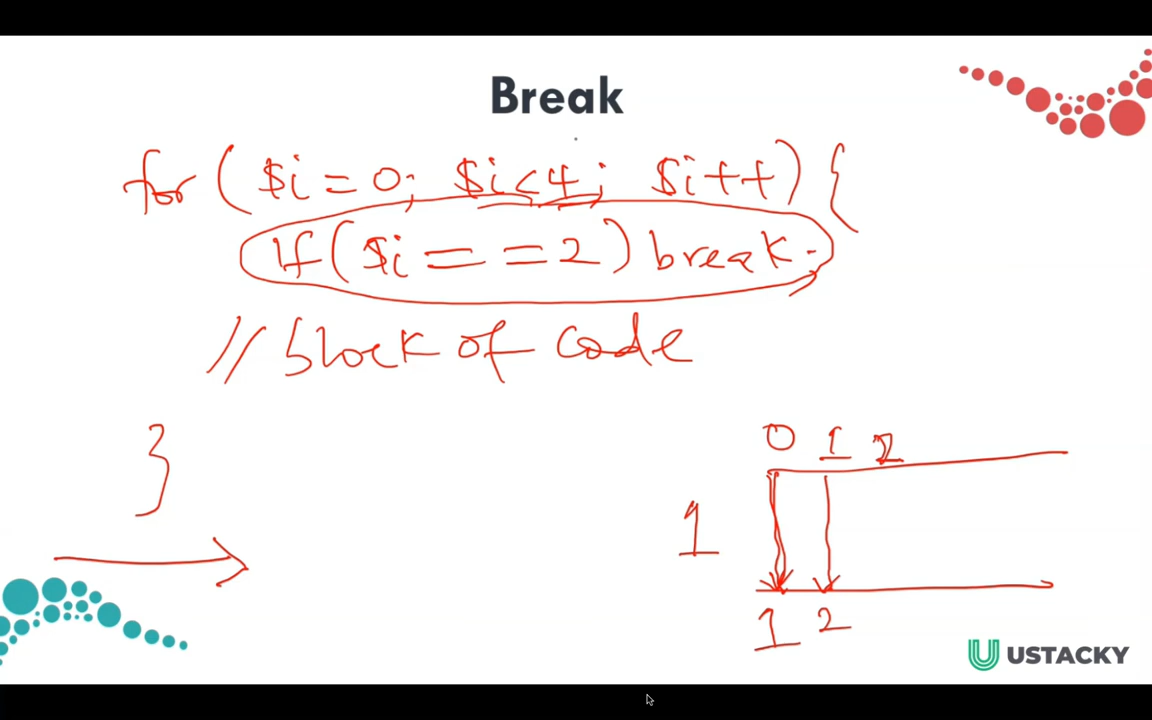 Break
for ( $i = 0; $i < 4; $i++) {
If ( $i = = 2) break;
// block of code
}
0 1 2
1
1 2
USTACKY